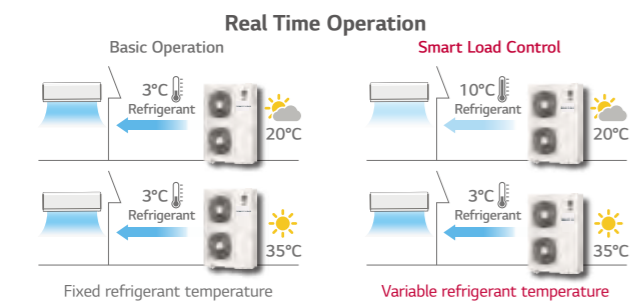 Real Time Operation
Basic Operation
3°C
Refrigerant
20°C
3°C
Refrigerant
35°C
Fixed refrigerant temperature
Smart Load Control
10°C
Refrigerant
20°C
3°C
Refrigerant
35°C
Variable refrigerant temperature